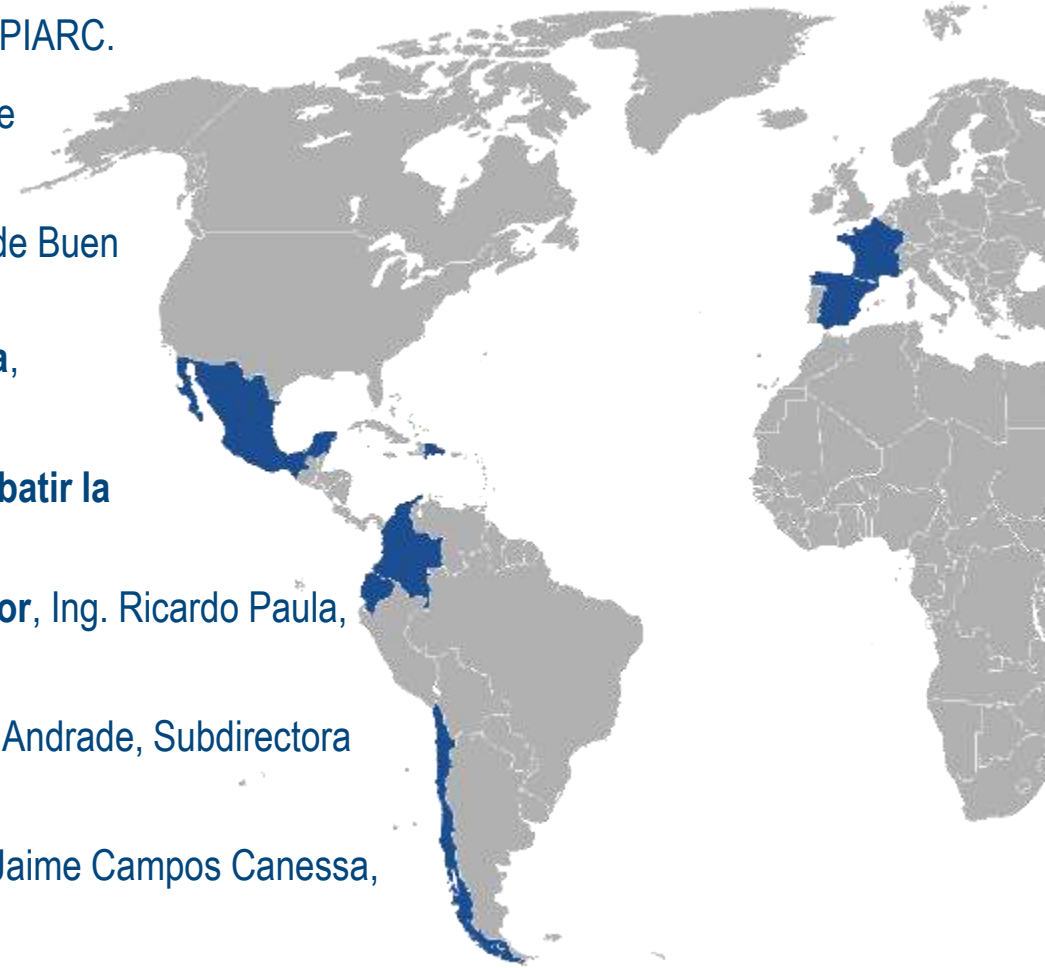 PIARC.
e
de Buen
a,
batir la
or, Ing. Ricardo Paula,
Andrade, Subdirectora
Jaime Campos Canessa,